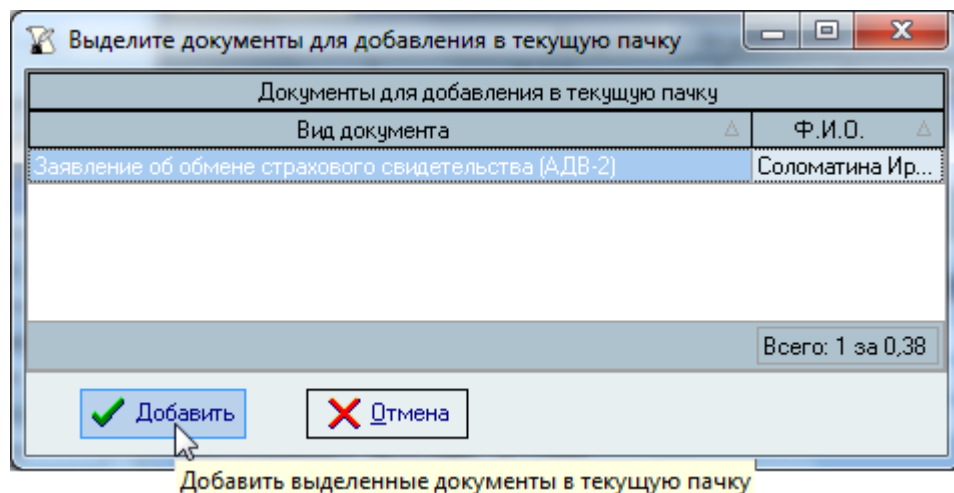 Выделите документы для добавления в текущую пачку
Документы для добавления в текущую пачку
Вид документа Ф.И.О.
Заявление об обмене страхового свидетельства (АДВ-2) Соломатина Ир...
Всего: 1 за 0,38
Добавить Отмена
Добавить выделенные документы в текущую пачку